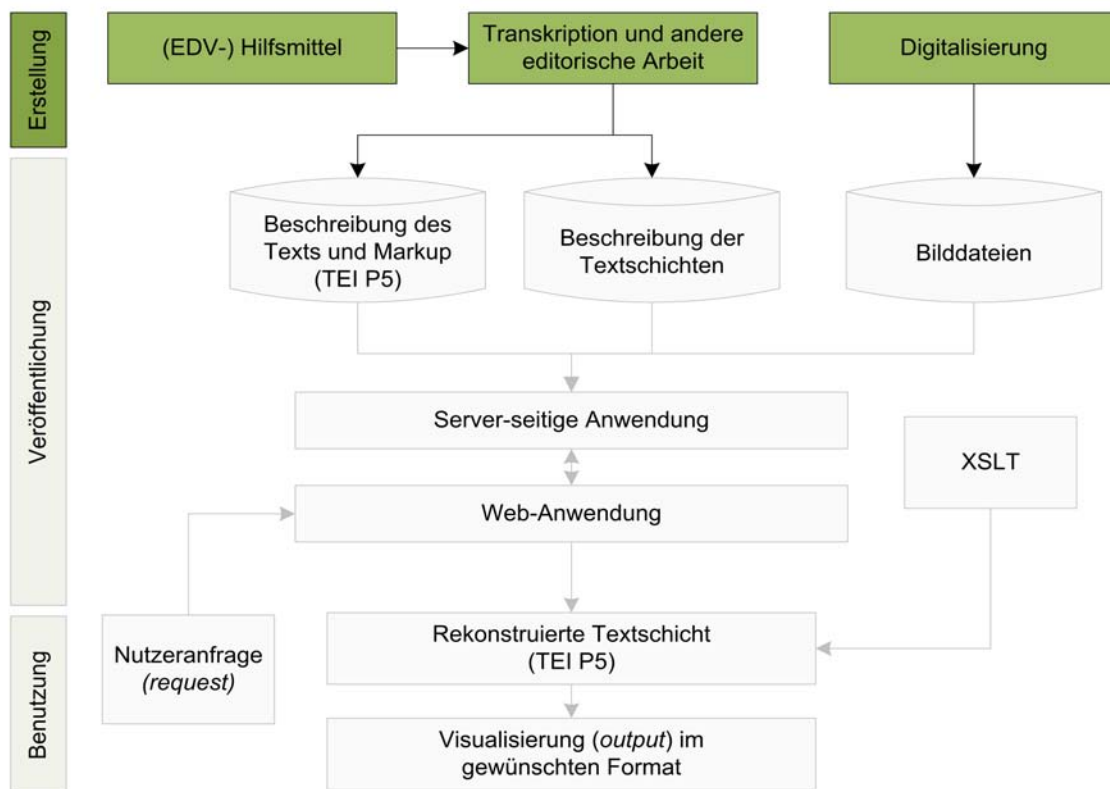 Erstellung
(EDV-) Hilfsmittel
Transkription und andere
editorische Arbeit
Digitalisierung
Veröffentlichung
Beschreibung des
Texts und Markup
(TEI P5)
Beschreibung der
Textschichten
Bilddateien
Server-seitige Anwendung
XSLT
Web-Anwendung
Benutzung
Nutzeranfrage
(request)
Rekonstruierte Textschicht
(TEI P5)
Visualisierung (output) im
gewünschten Format